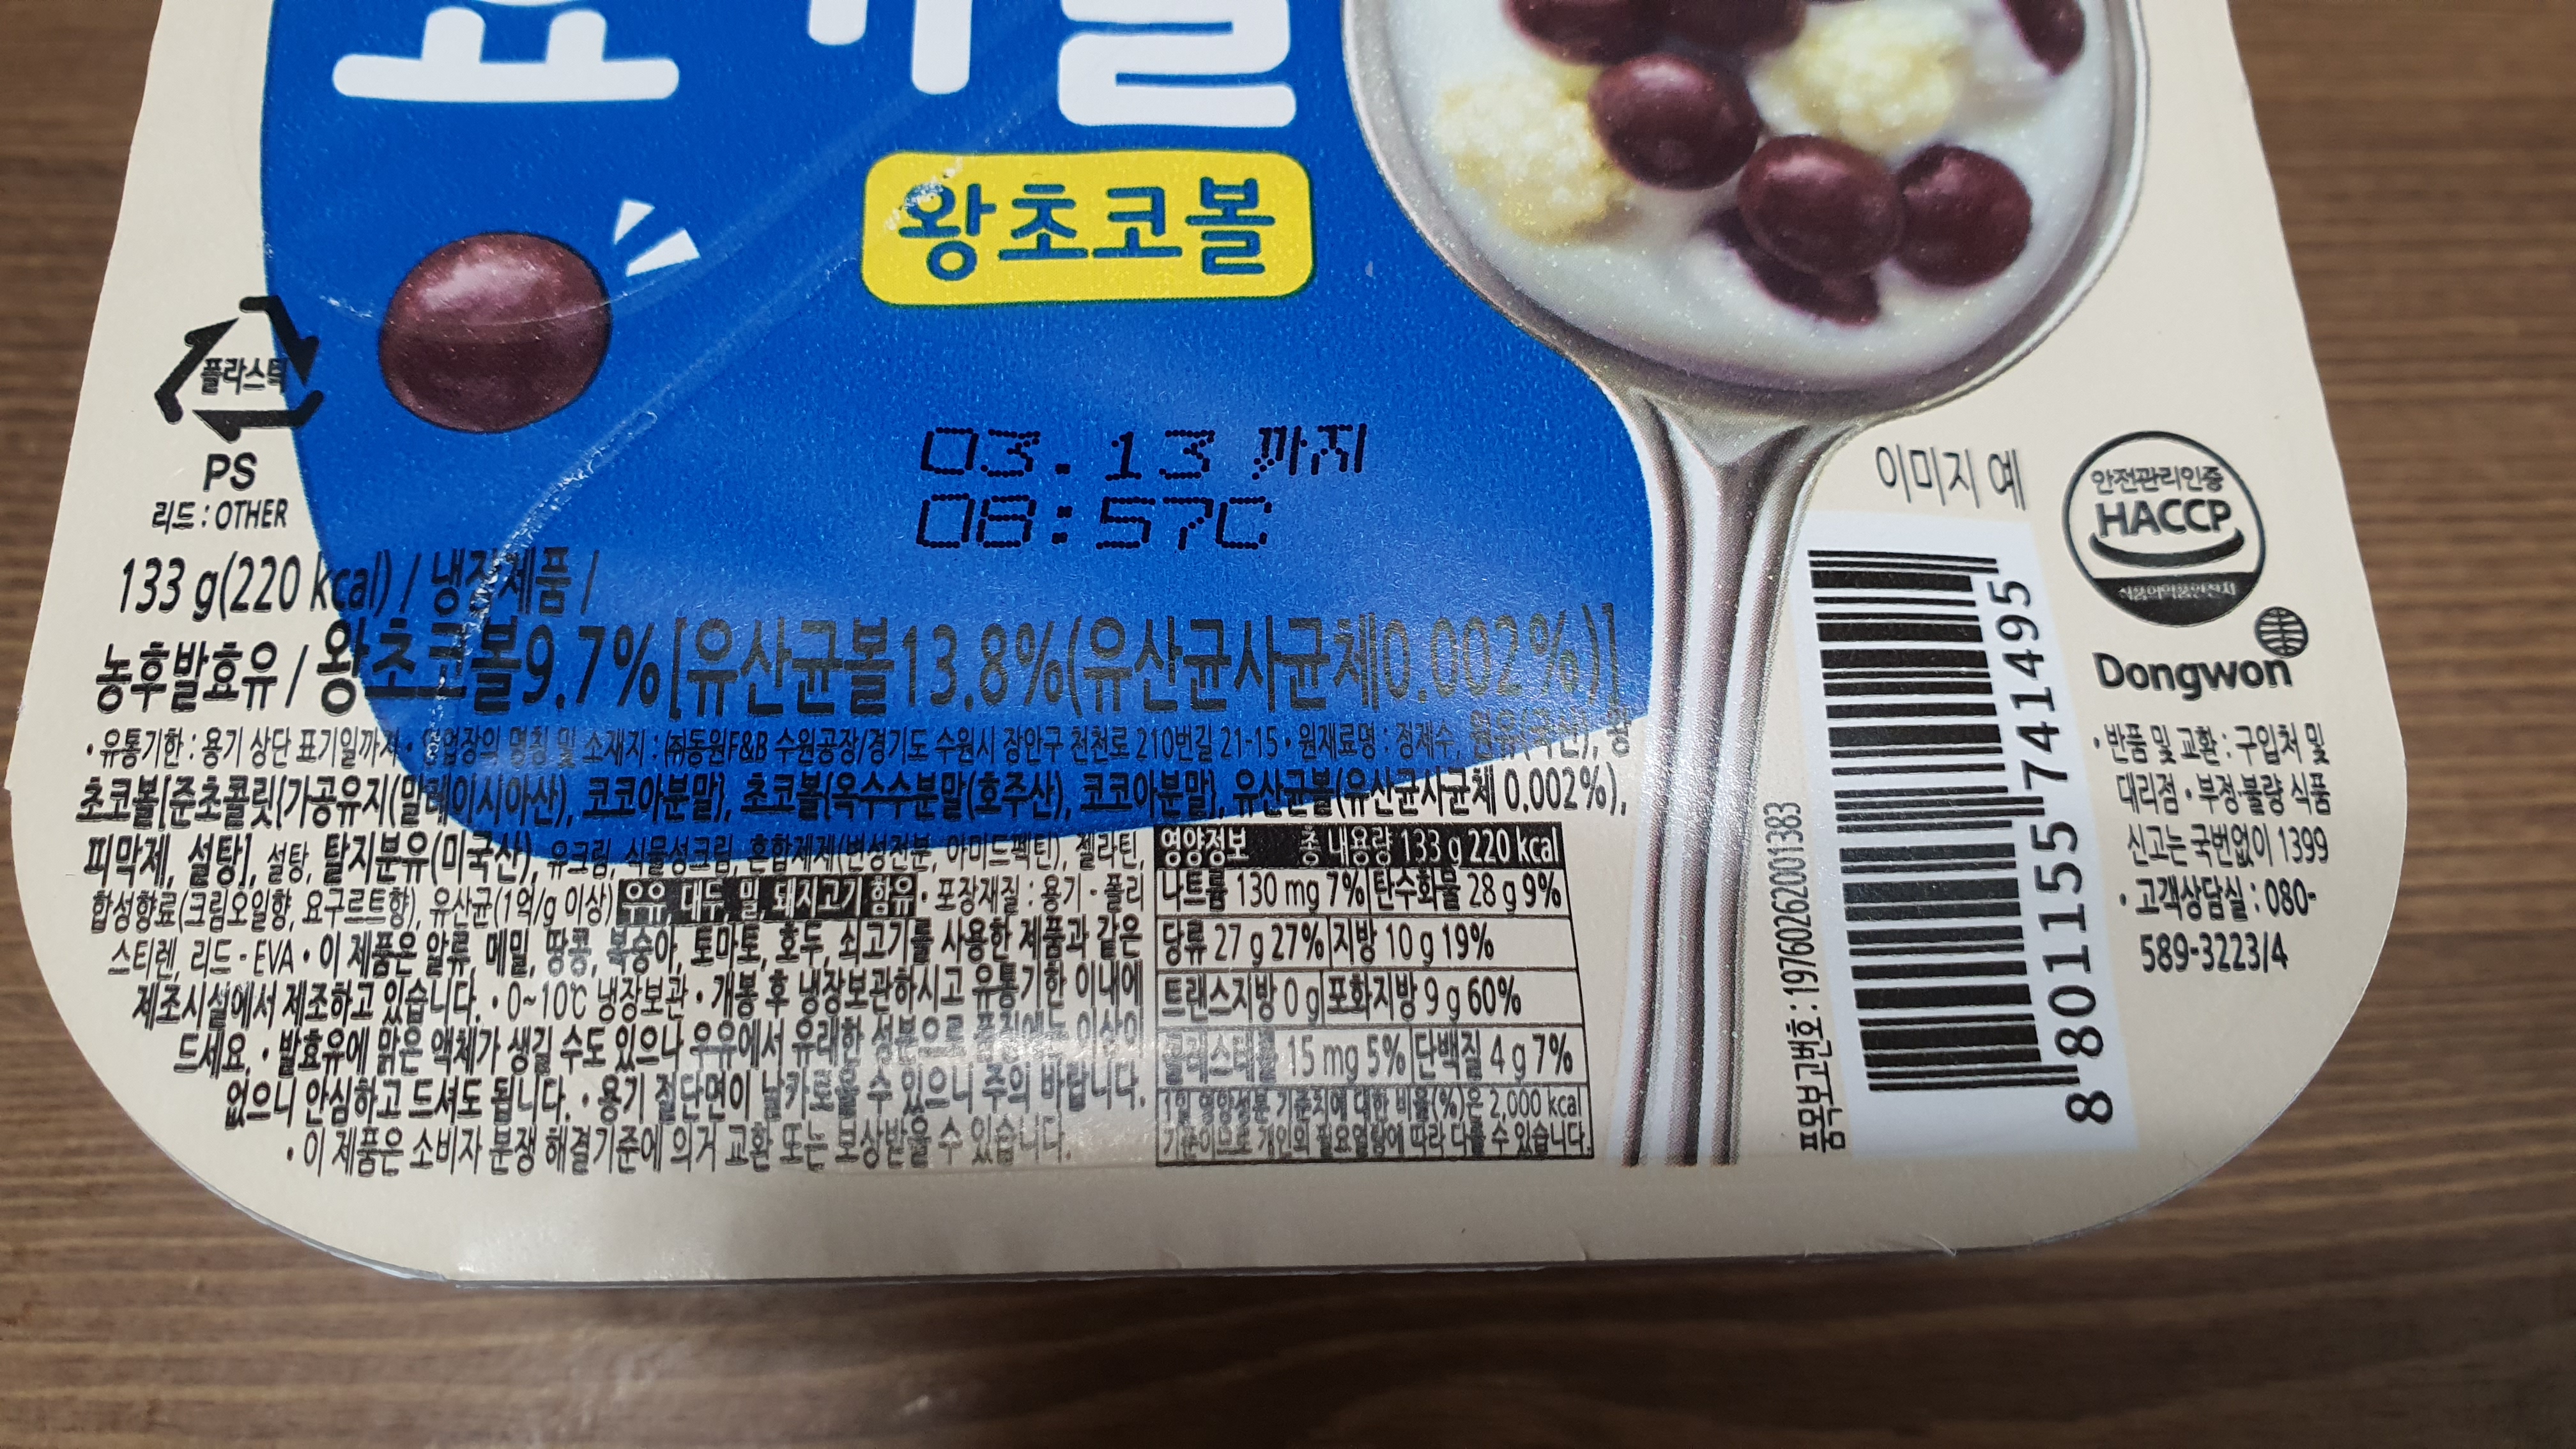 왕초코볼
플라스틱
PS
리드 : OTHER
03.13 까지
08:57C
이미지 예
안전관리인증
HACCP
식품의약품안전처
Dongwon
133 g(220 kcal) / 냉장제품 /
농후발효유 / 왕초코볼9.7%[유산균볼13.8%(유산균사균체0.002%)]
• 유통기한 : 용기 상단 표기일까지 • 영업장의 명칭 및 소재지 : ㈜동원F&B 수원공장/경기도 수원시 장안구 천천로 210번길 21-15 • 원재료명 : 정제수, 원유(국산), 왕
초코볼[준초콜릿{가공유지(말레이시아산), 코코아분말}, 초코볼{옥수수분말(호주산), 코코아분말}, 유산균볼(유산균사균체 0.002%),
피막제, 설탕], 설탕, 탈지분유(미국산), 유크림, 식물성크림, 혼합제제(변성전분, 아미드펙틴), 젤라틴,
합성향료(크림오일향, 요구르트향), 유산균(1억/g 이상) 우유, 대두, 밀, 돼지고기 함유 • 포장재질 : 용기 - 폴리
스티렌, 리드 - EVA • 이 제품은 알류, 메밀, 땅콩, 복숭아, 토마토, 호두, 쇠고기를 사용한 제품과 같은
제조시설에서 제조하고 있습니다. • 0~10℃ 냉장보관 • 개봉 후 냉장보관하시고 유통기한 이내에
드세요. • 발효유에 맑은 액체가 생길 수도 있으나 우유에서 유래한 성분으로 품질에는 이상이
없으니 안심하고 드셔도 됩니다. • 용기 절단면이 날카로울 수 있으니 주의 바랍니다.
• 이 제품은 소비자 분쟁 해결기준에 의거 교환 또는 보상받을 수 있습니다.
영양정보 총 내용량 133 g 220 kcal
나트륨 130 mg 7% 탄수화물 28 g 9%
당류 27 g 27% 지방 10 g 19%
트랜스지방 0 g 포화지방 9 g 60%
콜레스테롤 15 mg 5% 단백질 4 g 7%
1일 영양성분 기준치에 대한 비율(%)은 2,000 kcal
기준이므로 개인의 필요열량에 따라 다를 수 있습니다.
품목보고번호 : 19760262001383
8 801155 741495
• 반품 및 교환 : 구입처 및
대리점 • 부정·불량 식품
신고는 국번없이 1399
• 고객상담실 : 080-
589-3223/4